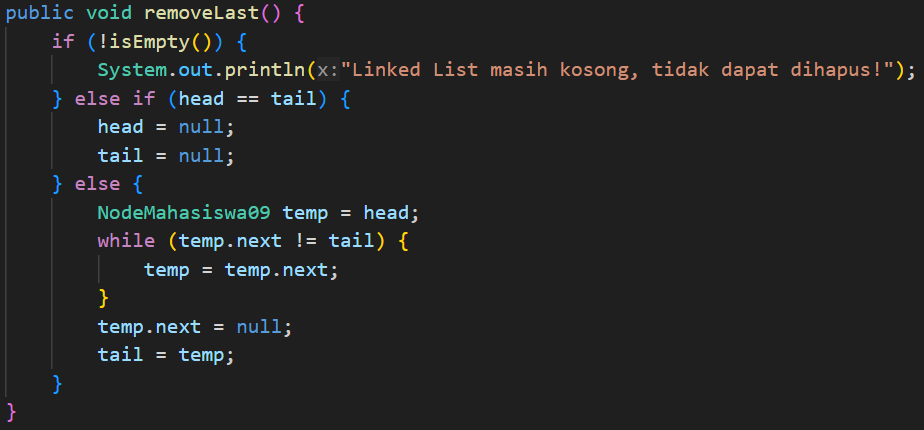 public void removeLast() {
    if (!isEmpty()) {
        System.out.println(x:"Linked List masih kosong, tidak dapat dihapus!");
    } else if (head == tail) {
        head = null;
        tail = null;
    } else {
        NodeMahasiswa09 temp = head;
        while (temp.next != tail) {
            temp = temp.next;
        }
        temp.next = null;
        tail = temp;
    }
}